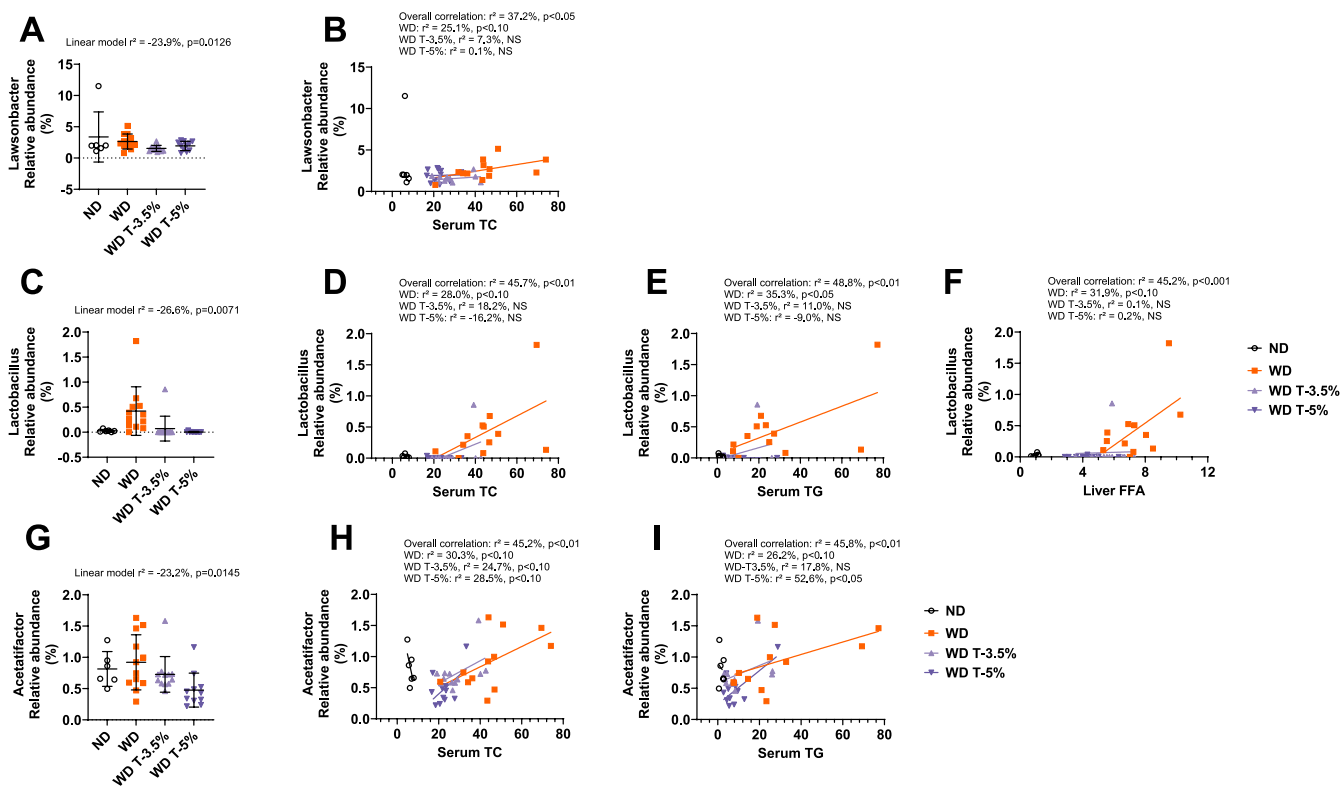 A
Linear model r² = -23.9%, p=0.0126
Lawsonbacter
Relative abundance
(%)
15
10
5
0
-5
ND
WD
WD T-3.5%
WD T-5%
B
Overall correlation: r² = 37.2%, p<0.05
WD: r² = 25.1%, p<0.10
WD T-3.5%, r² = 7.3%, NS
WD T-5%: r² = 0.1%, NS
Lawsonbacter
Relative abundance
(%)
15
10
5
0
0
20
40
60
80
Serum TC
C
Linear model r² = -26.6%, p=0.0071
Lactobacillus
Relative abundance
(%)
2.0
1.5
1.0
0.5
0.0
-0.5
ND
WD
WD T-3.5%
WD T-5%
D
Overall correlation: r² = 45.7%, p<0.01
WD: r² = 28.0%, p<0.10
WD T-3.5%, r² = 18.2%, NS
WD T-5%: r² = -16.2%, NS
Lactobacillus
Relative abundance
(%)
2.0
1.5
1.0
0.5
0.0
0
20
40
60
80
Serum TC
E
Overall correlation: r² = 48.8%, p<0.01
WD: r² = 35.3%, p<0.05
WD T-3.5%, r² = 11.0%, NS
WD T-5%: r² = -9.0%, NS
Lactobacillus
Relative abundance
(%)
2.0
1.5
1.0
0.5
0.0
0
20
40
60
80
Serum TG
F
Overall correlation: r² = 45.2%, p<0.001
WD: r² = 31.9%, p<0.10
WD T-3.5%, r² = 0.1%, NS
WD T-5%: r² = 0.2%, NS
Lactobacillus
Relative abundance
(%)
2.0
1.5
1.0
0.5
0.0
0
4
8
12
Liver FFA
ND
WD
WD T-3.5%
WD T-5%
G
Linear model r² = -23.2%, p=0.0145
Acetatifactor
Relative abundance
(%)
2.0
1.5
1.0
0.5
0.0
ND
WD
WD T-3.5%
WD T-5%
H
Overall correlation: r² = 45.2%, p<0.01
WD: r² = 30.3%, p<0.10
WD T-3.5%, r² = 24.7%, p<0.10
WD T-5%: r² = 28.5%, p<0.10
Acetatifactor
Relative abundance
(%)
2.0
1.5
1.0
0.5
0.0
0
20
40
60
80
Serum TC
I
Overall correlation: r² = 45.8%, p<0.01
WD: r² = 26.2%, p<0.10
WD-T3.5%, r² = 17.8%, NS
WD T-5%: r² = 52.6%, p<0.05
Acetatifactor
Relative abundance
(%)
2.0
1.5
1.0
0.5
0.0
0
20
40
60
80
Serum TG
ND
WD
WD T-3.5%
WD T-5%